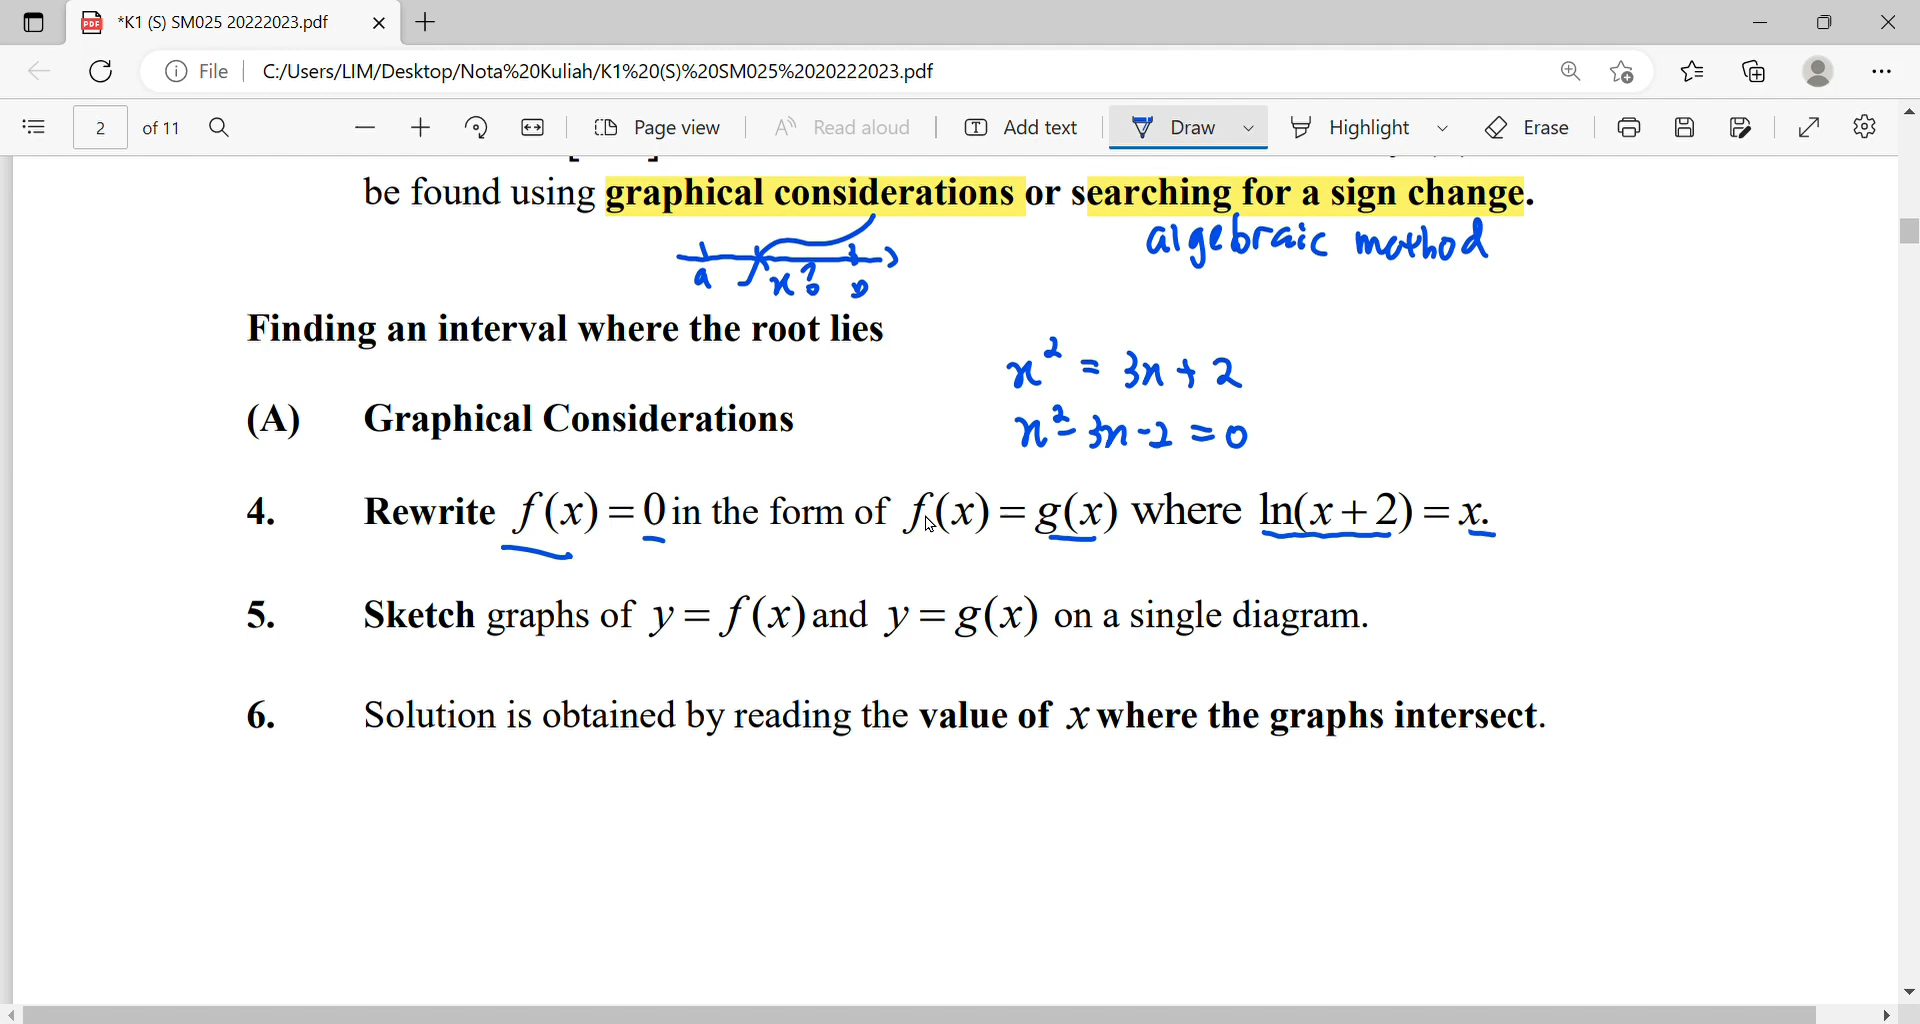 *K1 (S) SM025 20222023.pdf
File C:/Users/LIM/Desktop/Nota%20Kuliah/K1%20(S)%20SM025%2020222023.pdf
2 of 11 Page view Read aloud Add text Draw Highlight Erase
be found using graphical considerations or searching for a sign change.
algebraic method
a x?
Finding an interval where the root lies
x² = 3x + 2
(A) Graphical Considerations
x² - 3x - 2 = 0
4. Rewrite f(x) = 0 in the form of f(x) = g(x) where ln(x + 2) = x.
5. Sketch graphs of y = f(x) and y = g(x) on a single diagram.
6. Solution is obtained by reading the value of x where the graphs intersect.